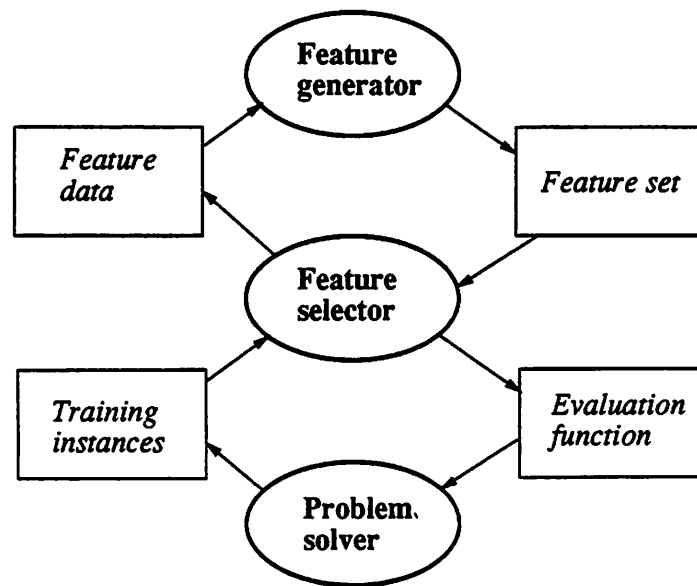 Feature
generator
Feature
data
Feature set
Feature
selector
Training
instances
Evaluation
function
Problem
solver